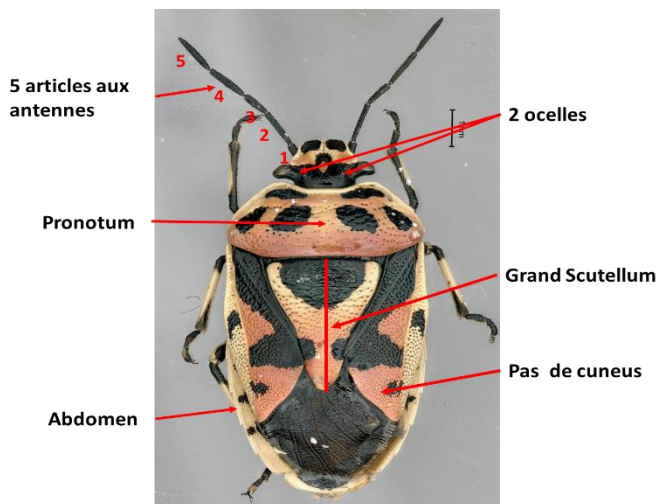 5 articles aux
antennes
5
4
3
2
1
2 ocelles
Pronotum
Grand Scutellum
Pas de cuneus
Abdomen